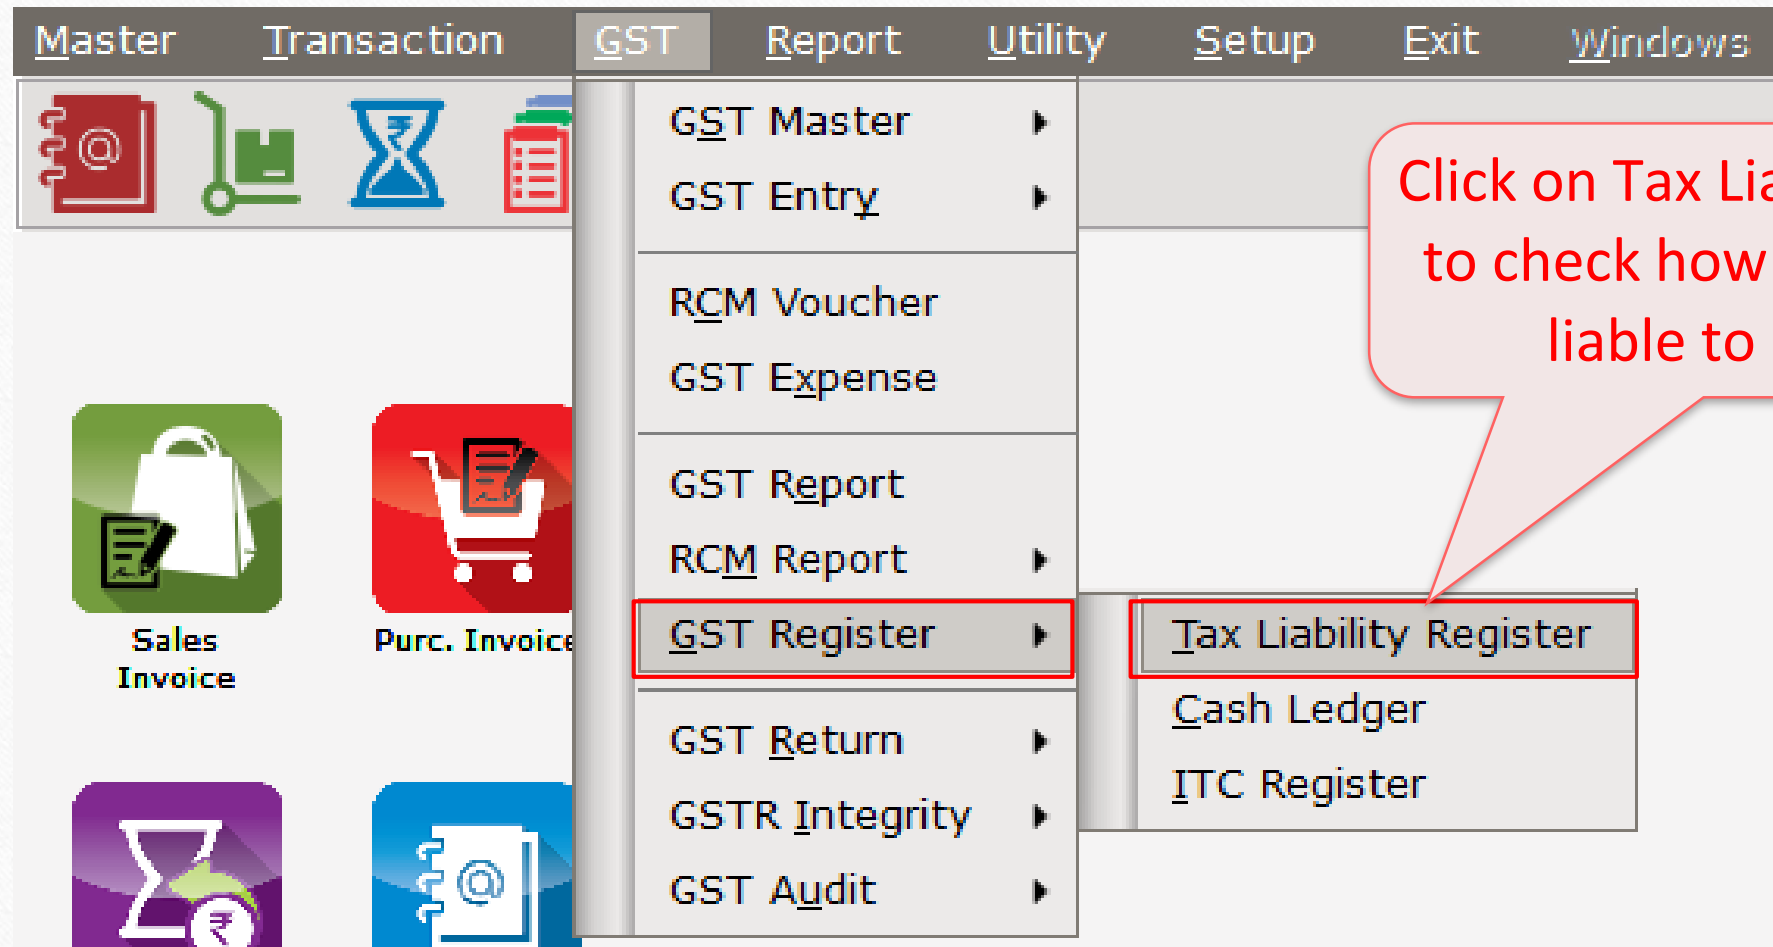 Master Transaction GST Report Utility Setup Exit Windows
GST Master
GST Entry
RCM Voucher
GST Expense
GST Report
RCM Report
GST Register
GST Return
GSTR Integrity
GST Audit
Tax Liability Register
Cash Ledger
ITC Register
Click on Tax
to check how
liable to
Sales
Invoice
Purc. Invoice